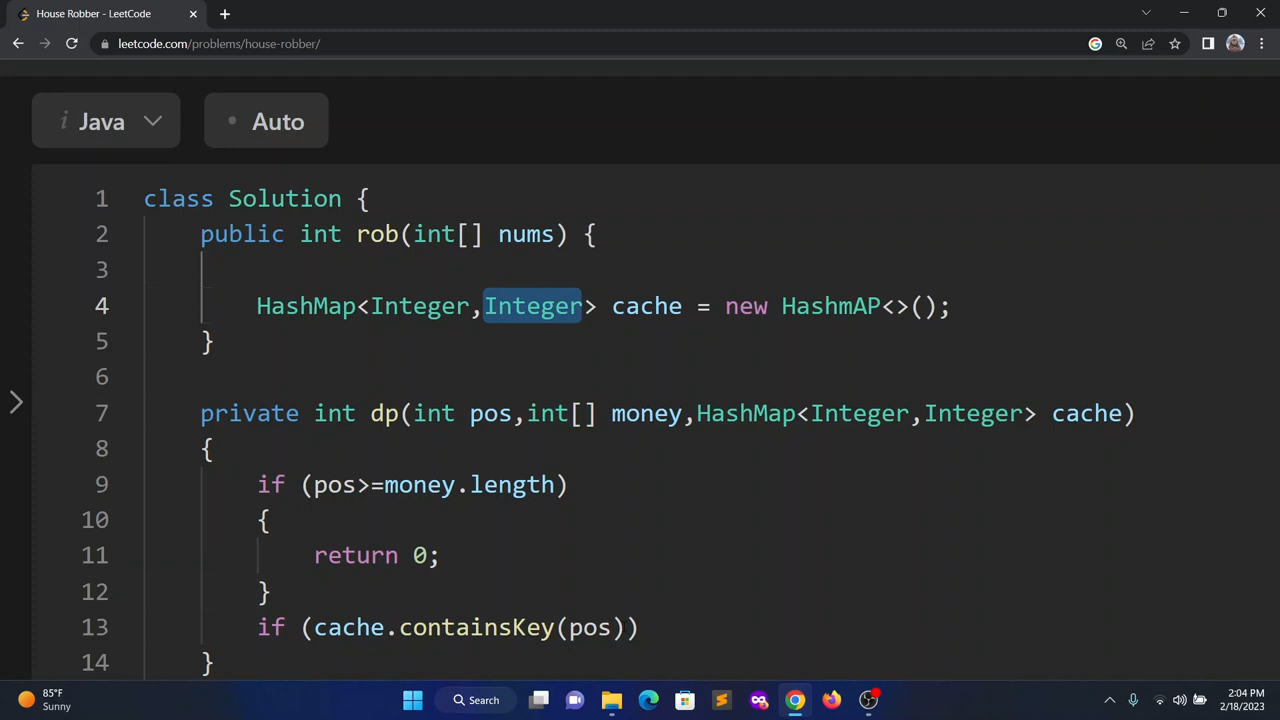 House Robber - LeetCode
leetcode.com/problems/house-robber/
i Java
Auto
1 class Solution {
2 public int rob(int[] nums) {
3
4 HashMap<Integer,Integer> cache = new HashmAP<>();
5 }
6
7 private int dp(int pos,int[] money,HashMap<Integer,Integer> cache)
8 {
9 if (pos>=money.length)
10 {
11 return 0;
12 }
13 if (cache.containsKey(pos))
14 }
85°F
Sunny
Search
2:04 PM
2/18/2023